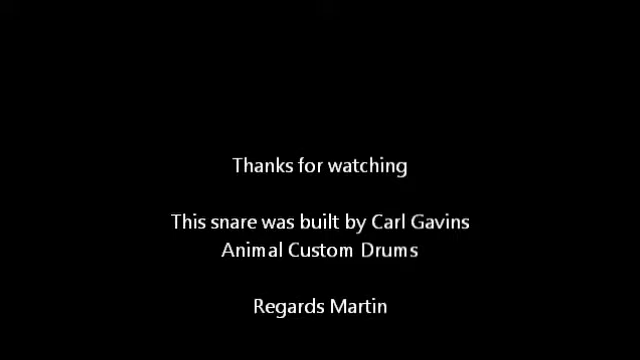 Thanks for watching
This snare was built by Carl Gavins
Animal Custom Drums
Regards Martin